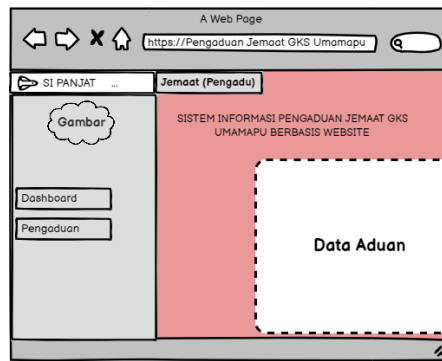 A Web Page
https://Pengaduan Jemaat GKS Umamapu
SI PANJAT ...
Jemaat (Pengadu)
Gambar
SISTEM INFORMASI PENGADUAN JEMAAT GKS
UMAMAPU BERBASIS WEBSITE
Dashboard
Pengaduan
Data Aduan